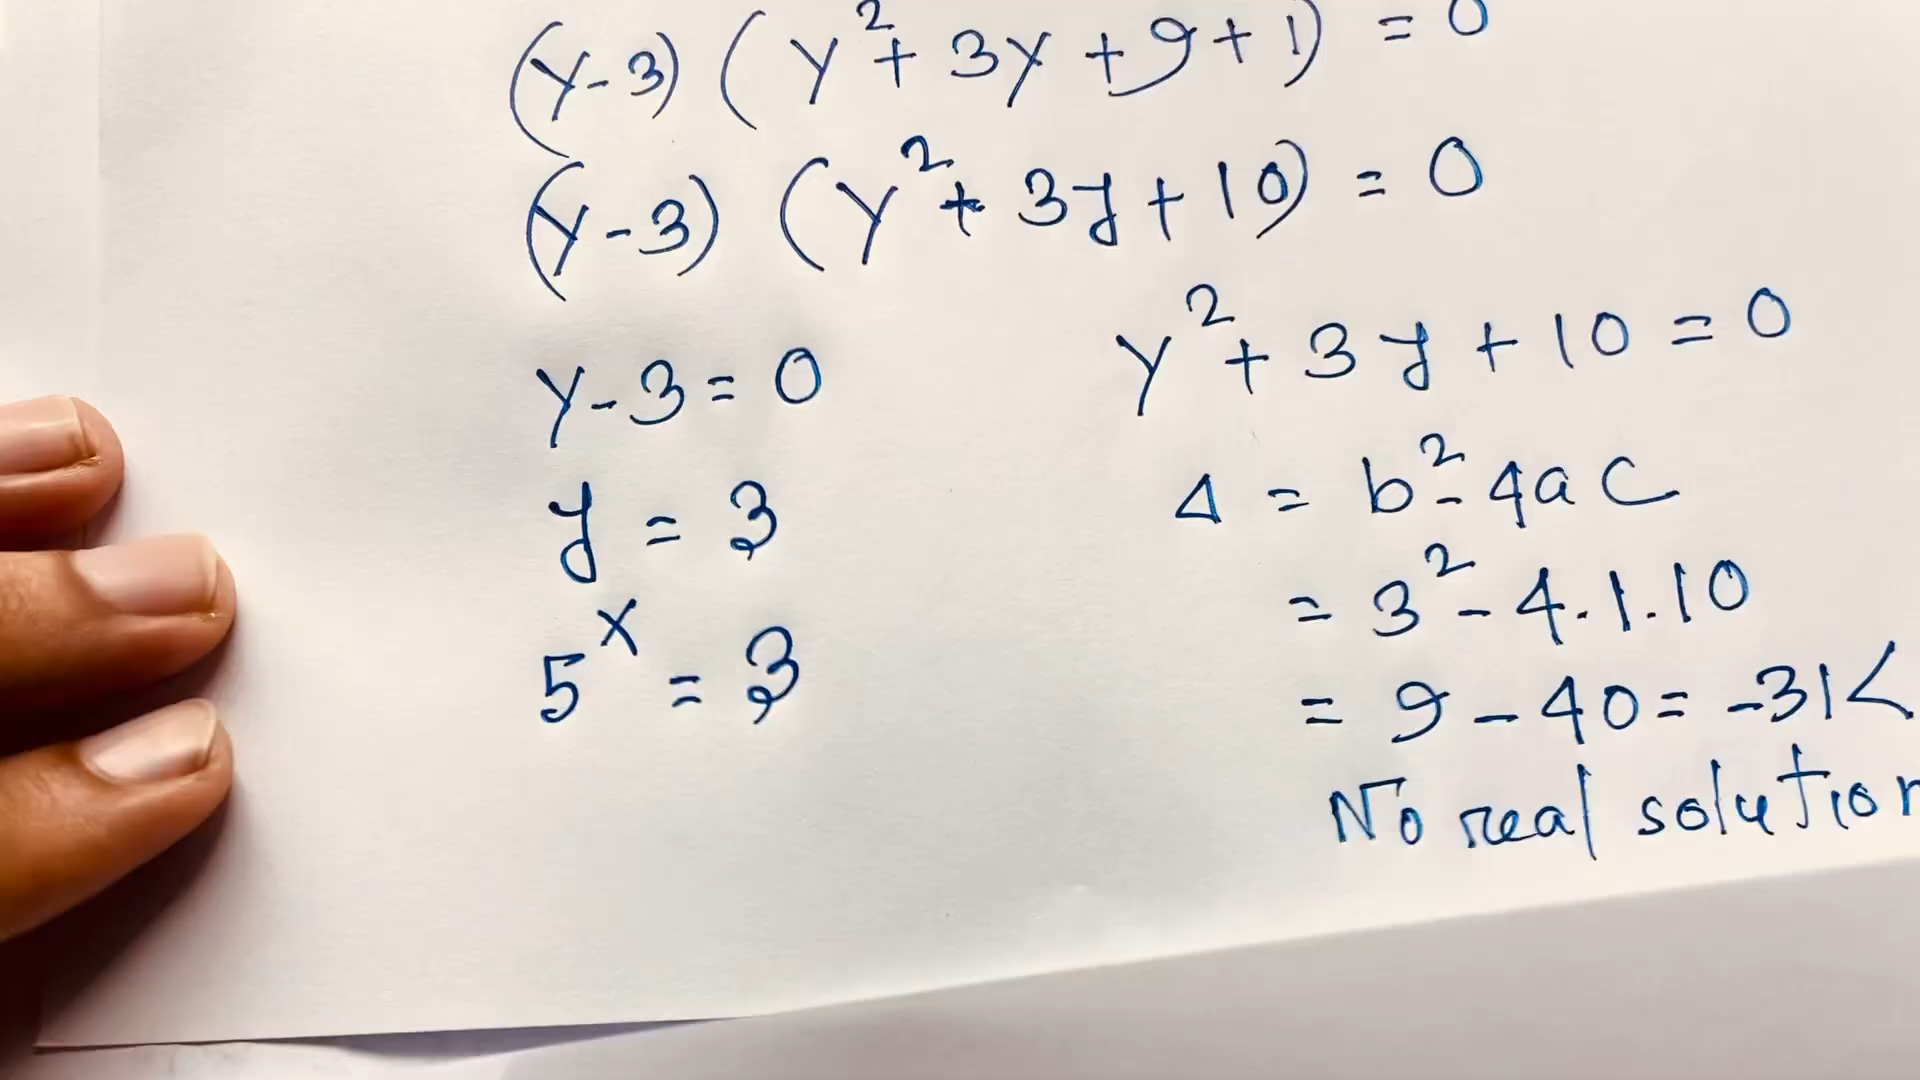 (y-3) (y²+3y+9+1) = 0
(y-3) (y²+3y+10) = 0
y-3=0
y = 3
5ˣ = 3
y²+3y+10=0
Δ = b²-4ac
= 3²-4.1.10
= 9-40= -31<
No real solution